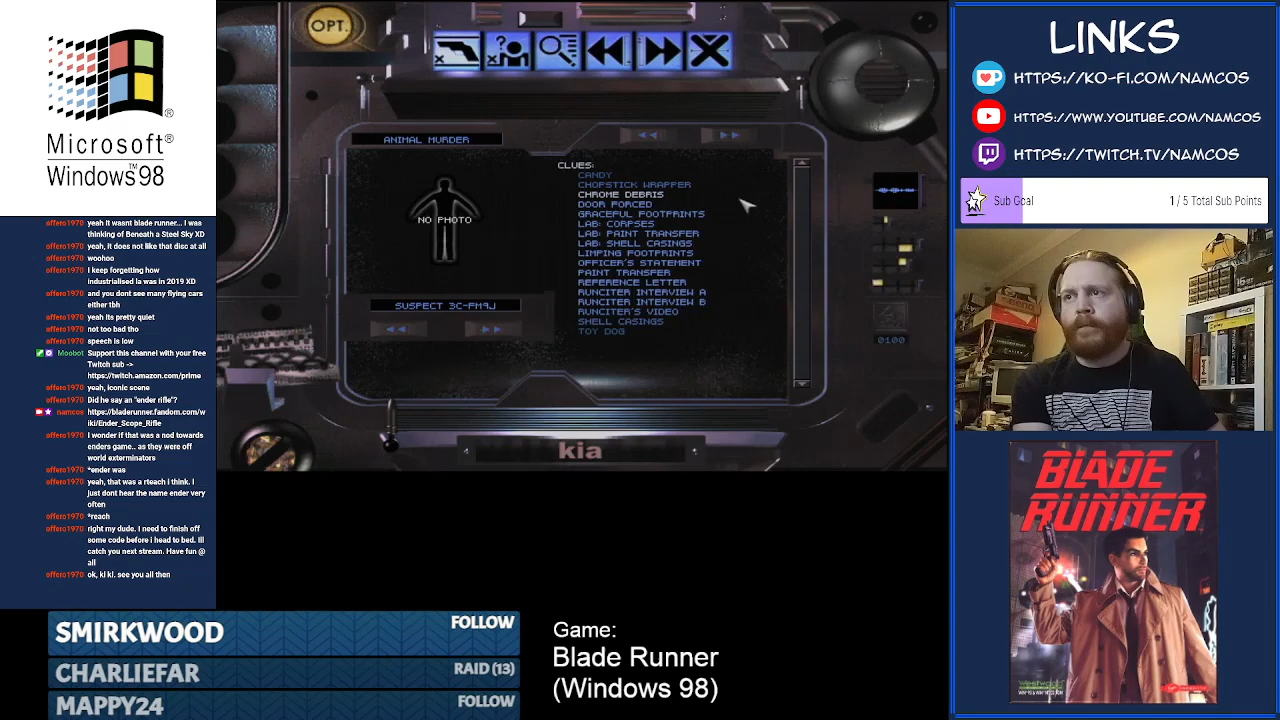 Microsoft®
Windows™98
offero1970 yeah it wasnt blade runner... I was
thinking of Beneath a Steel Sky XD
offero1970 yeah, it does not like that disc at all
offero1970 woohoo
offero1970 I keep forgetting how
industrialised la was in 2019 XD
offero1970 and you dont see many flying cars
either tbh
offero1970 yeah its pretty quiet
offero1970 not too bad tho
offero1970 speech is low
Moobot Support this channel with your free
Twitch sub ->
https://twitch.amazon.com/prime
offero1970 yeah, iconic scene
offero1970 Did he say an "ender rifle"?
namcos https://bladerunner.fandom.com/w
iki/Ender_Scope_Rifle
offero1970 I wonder if that was a nod towards
enders game.. as they were off
world exterminators
offero1970 *ender was
offero1970 yeah, that was a rteach i think. I
just dont hear the name ender very
often
offero1970 *reach
offero1970 right my dude. I need to finish off
some code before i head to bed. Ill
catch you next stream. Have fun @
all
offero1970 ok, ki ki. see you all then
OPT.
ANIMAL MURDER
NO PHOTO
SUSPECT 3C-FM9J
CLUES:
CANDY
CHOPSTICK WRAPPER
CHROME DEBRIS
DOOR FORCED
GRACEFUL FOOTPRINTS
LAB: CORPSES
LAB: PAINT TRANSFER
LAB: SHELL CASINGS
LIMPING FOOTPRINTS
OFFICER'S STATEMENT
PAINT TRANSFER
REFERENCE LETTER
RUNCITER INTERVIEW A
RUNCITER INTERVIEW B
RUNCITER'S VIDEO
SHELL CASINGS
TOY DOG
0100
kia
LINKS
HTTPS://KO-FI.COM/NAMCOS
HTTPS://WWW.YOUTUBE.COM/NAMCOS
HTTPS://TWITCH.TV/NAMCOS
Sub Goal
1 / 5 Total Sub Points
BLADE
RUNNER
Westwood
SMIRKWOOD FOLLOW
CHARLIEFAR RAID (13)
MAPPY24 FOLLOW
Game:
Blade Runner
(Windows 98)